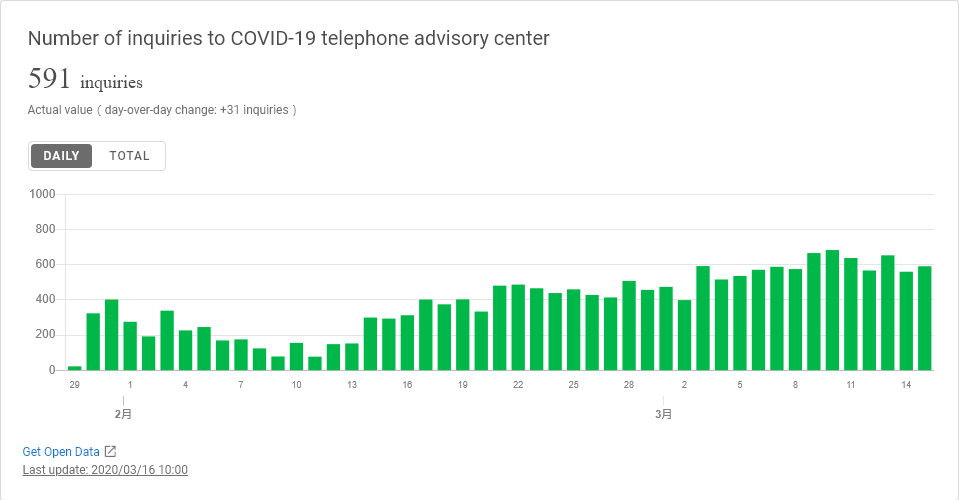 Number of inquiries to COVID-19 telephone advisory center
591 inquiries
Actual value ( day-over-day change: +31 inquiries )
DAILY TOTAL
1000
800
600
400
200
0
29 1 4 7 10 13 16 19 22 25 28 2 5 8 11 14
2月 3月
Get Open Data
Last update: 2020/03/16 10:00